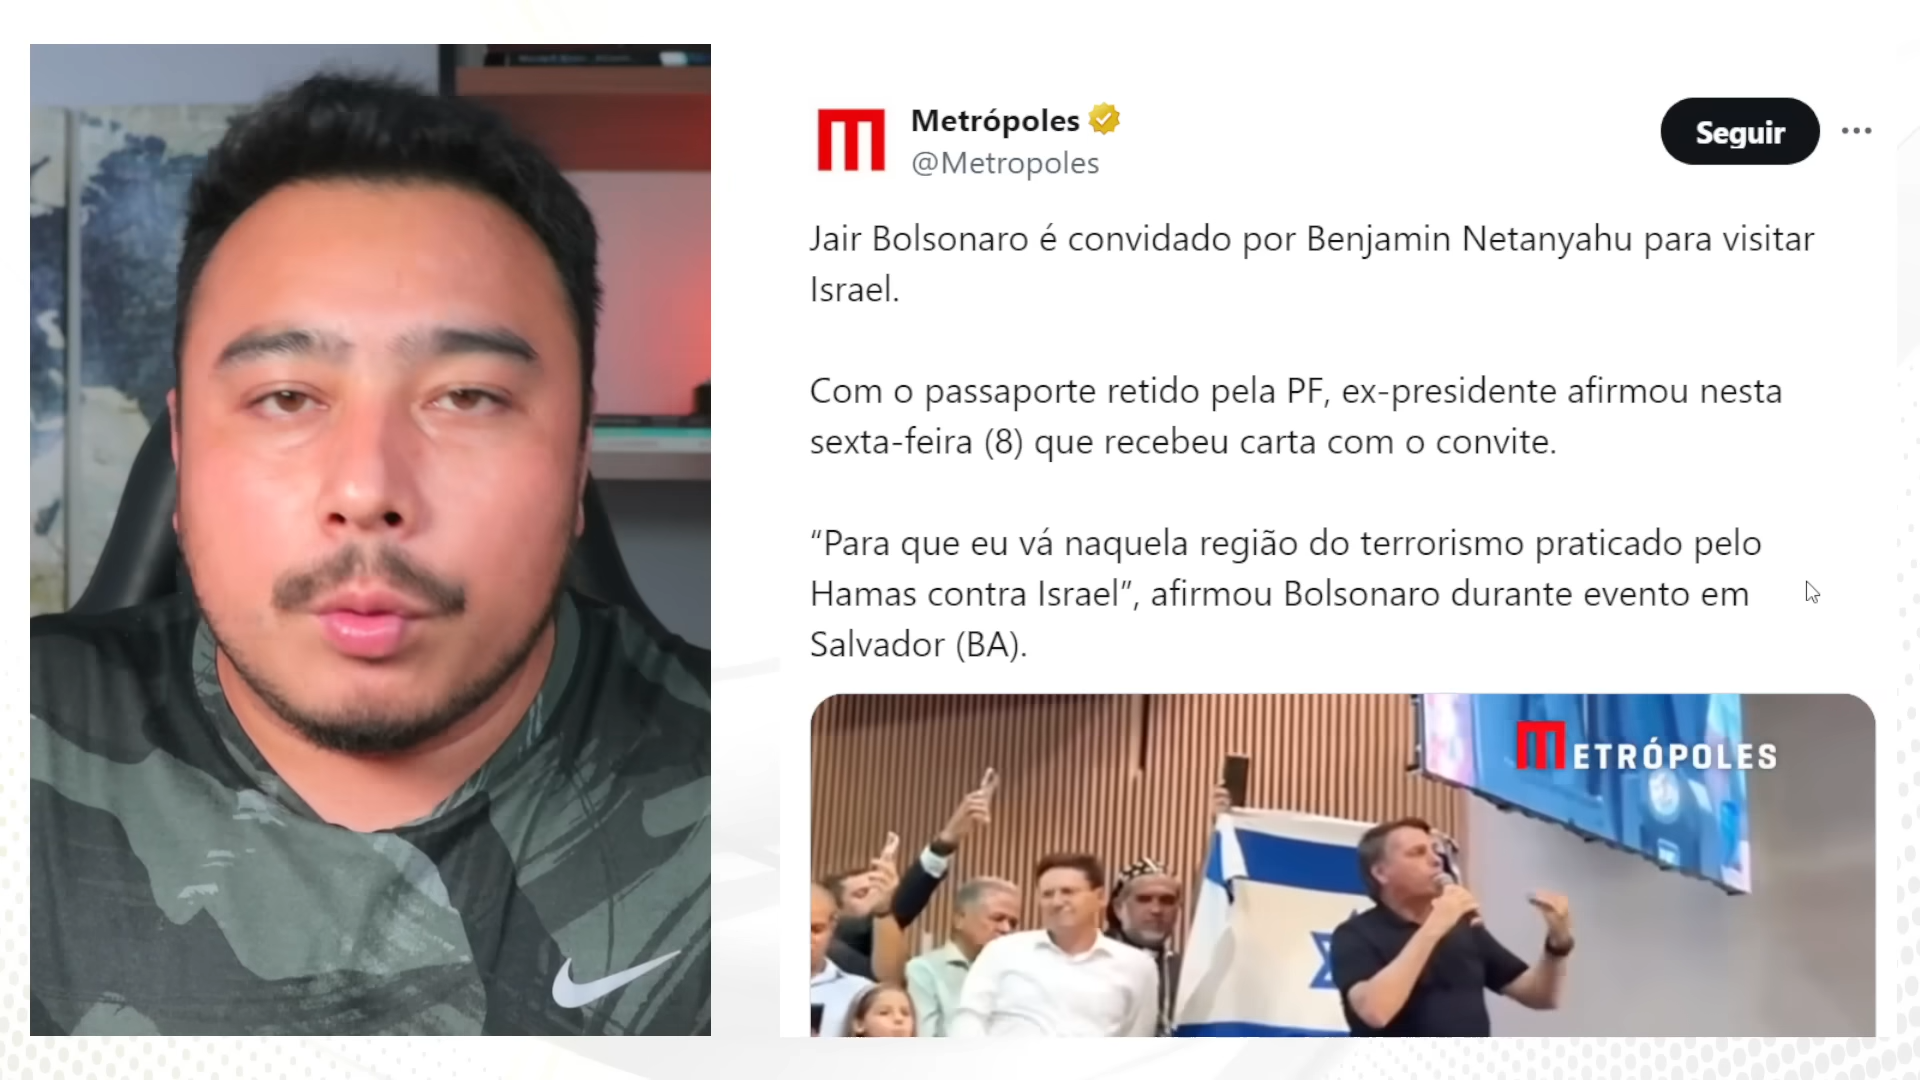 Metrópoles
@Metropoles
Seguir
Jair Bolsonaro é convidado por Benjamin Netanyahu para visitar
Israel.
Com o passaporte retido pela PF, ex-presidente afirmou nesta
sexta-feira (8) que recebeu carta com o convite.
“Para que eu vá naquela região do terrorismo praticado pelo
Hamas contra Israel”, afirmou Bolsonaro durante evento em
Salvador (BA).
METRÓPOLES